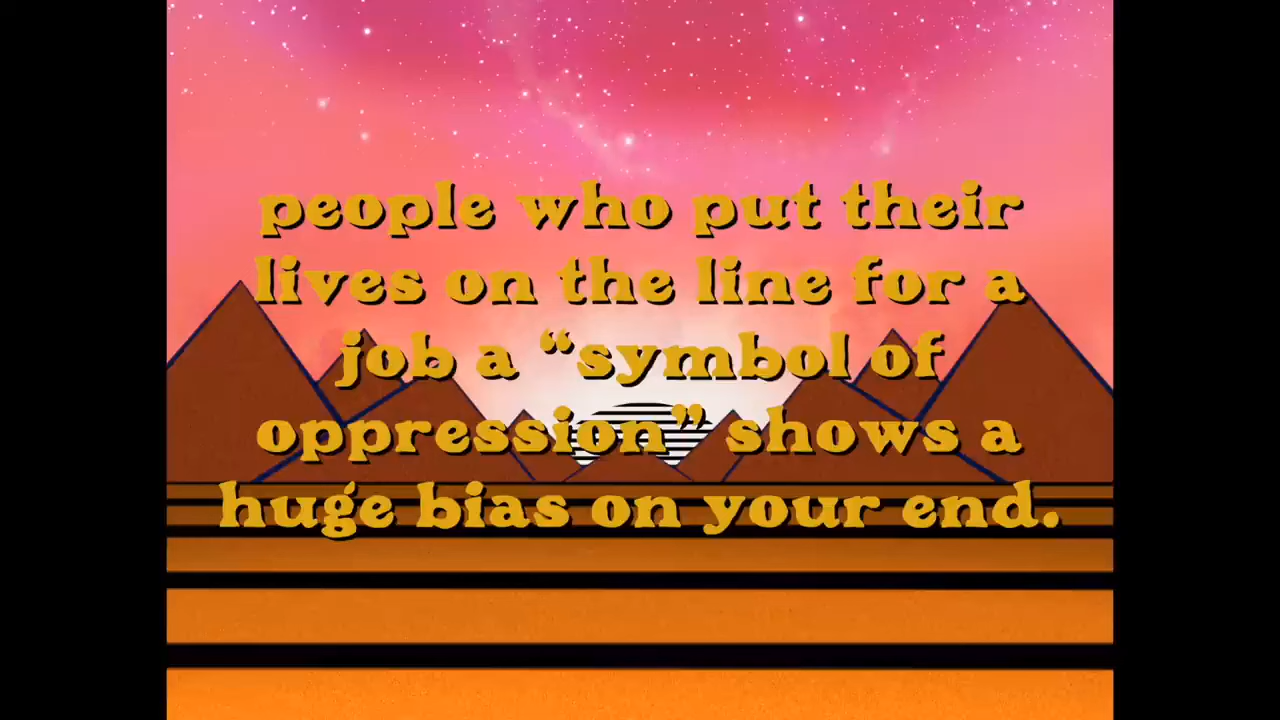 people who put their
lives on the line for a
job a “symbol of
oppression” shows a
huge bias on your end.